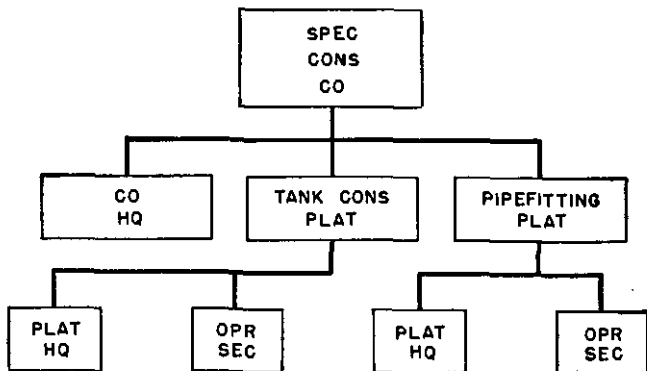 SPEC
CONS
CO
CO
HQ
TANK CONS
PLAT
PIPEFITTING
PLAT
PLAT
HQ
OPR
SEC
PLAT
HQ
OPR
SEC